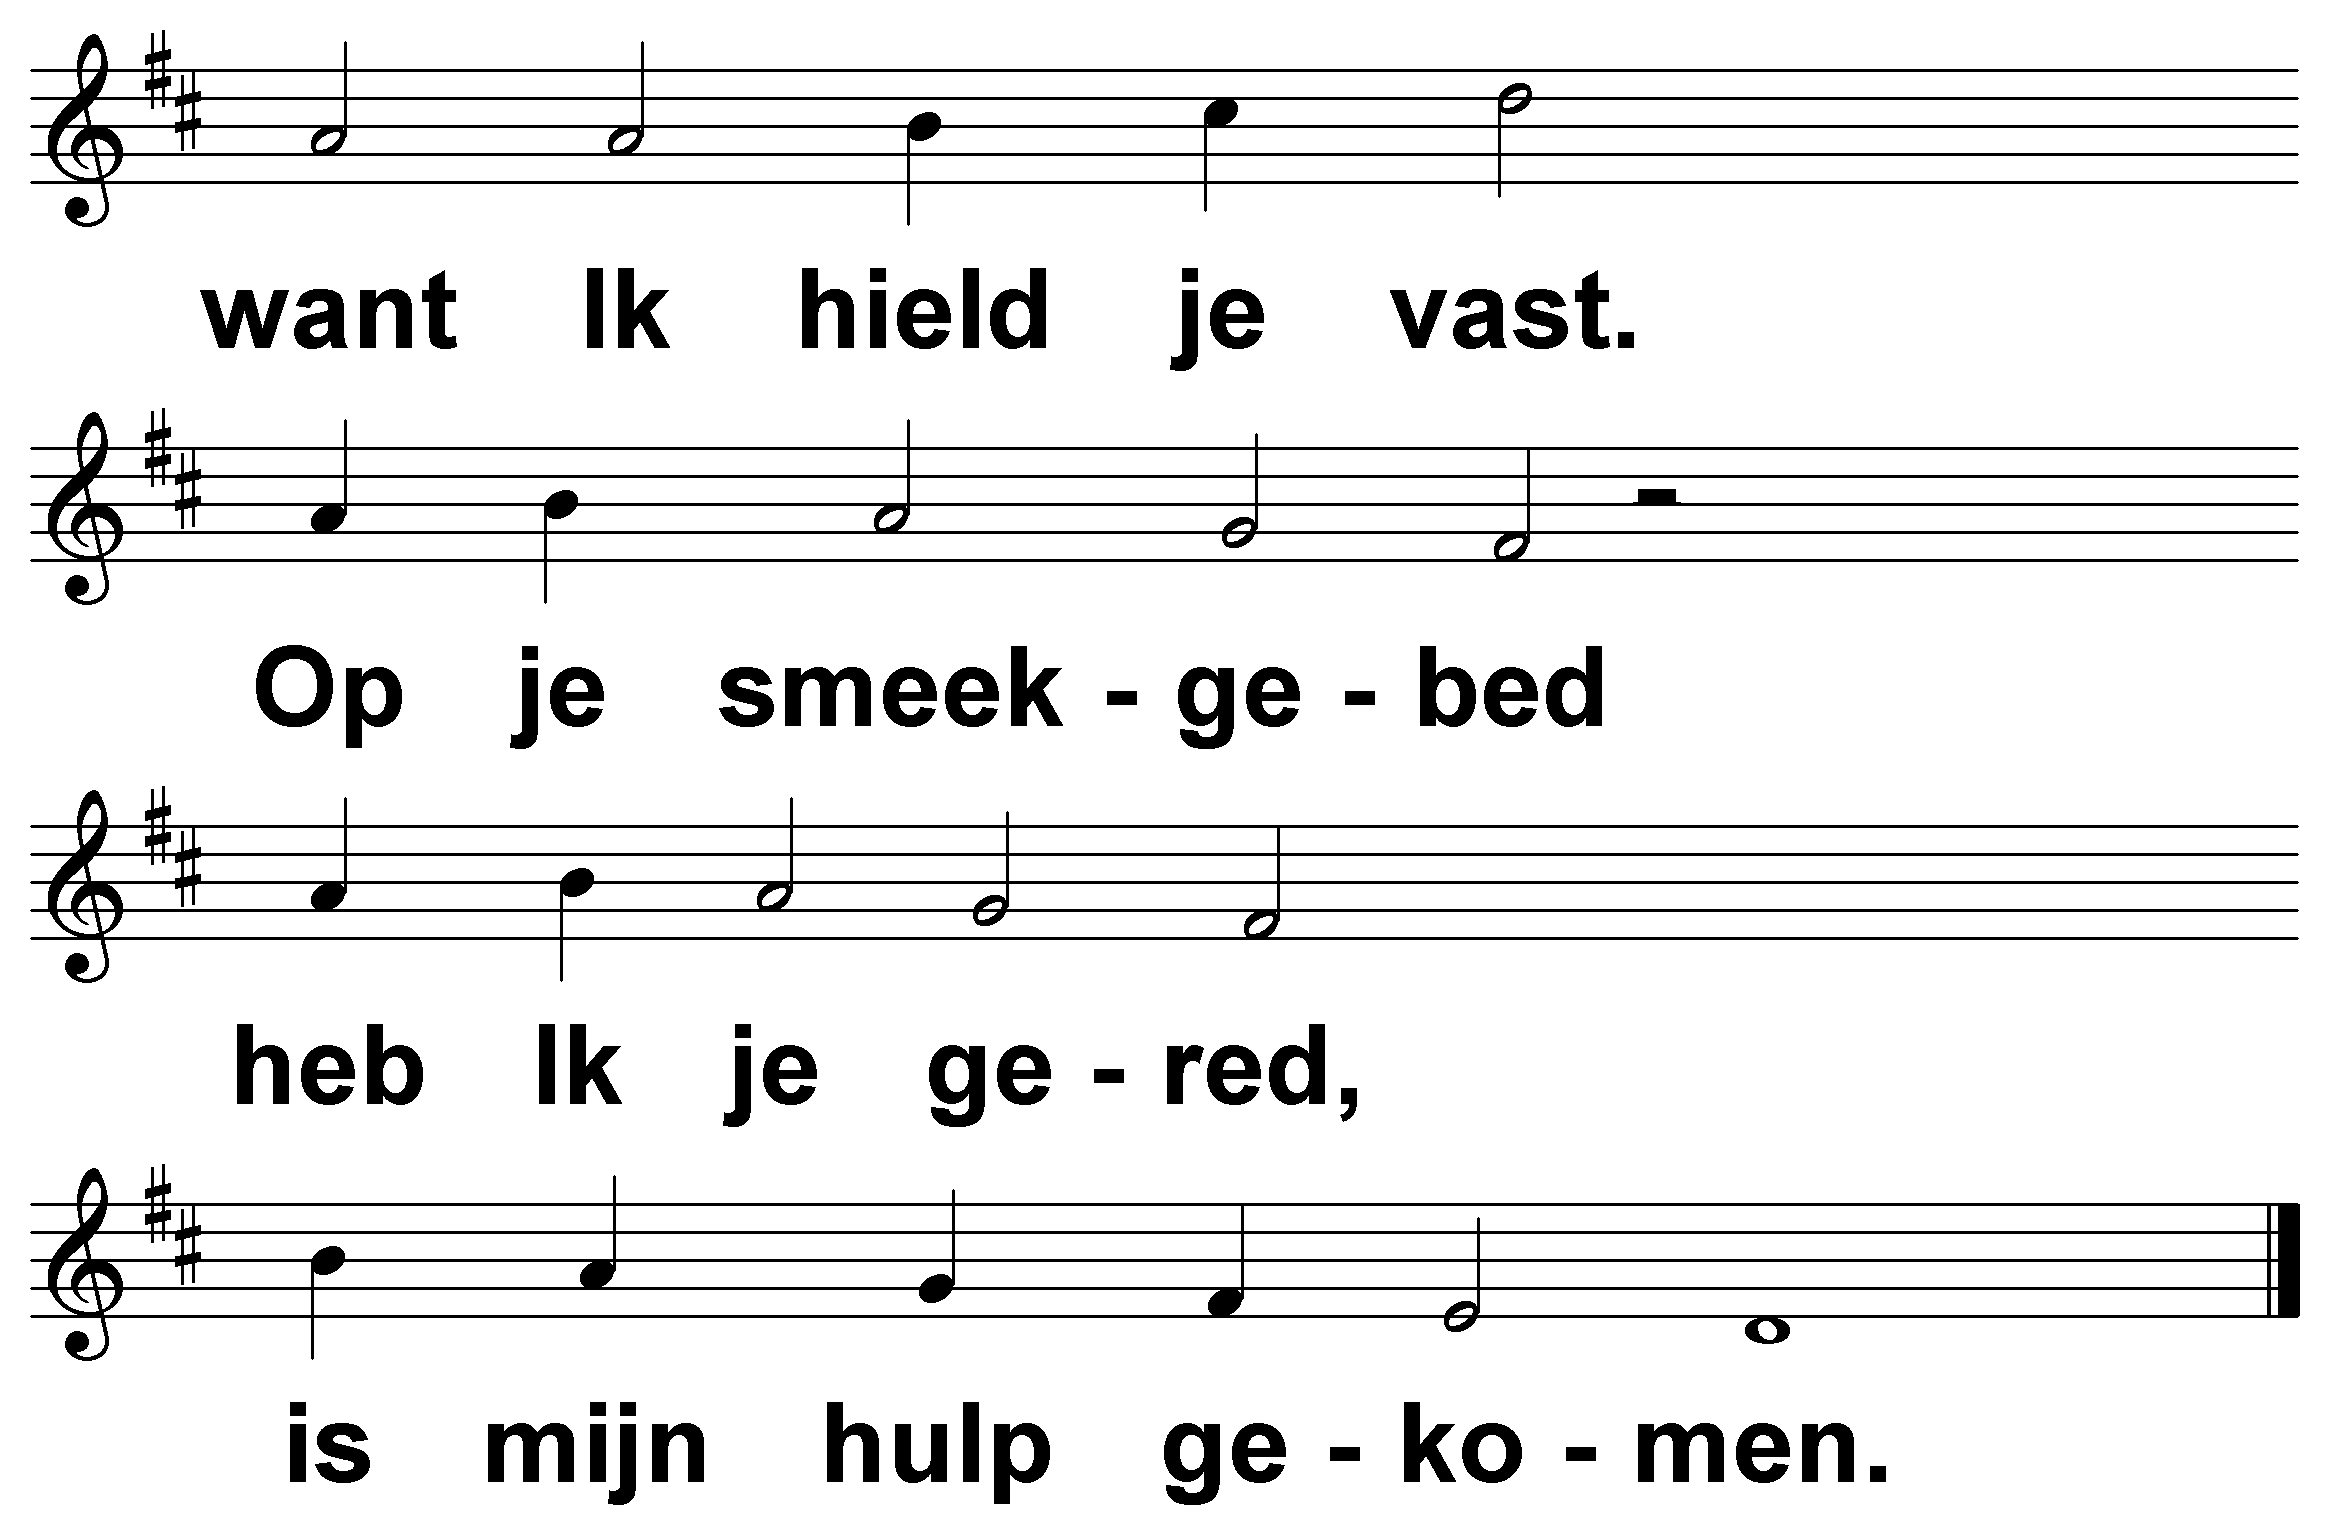 want Ik hield je vast.
Op je smeek - ge - bed
heb Ik je ge - red,
is mijn hulp ge - ko - men.